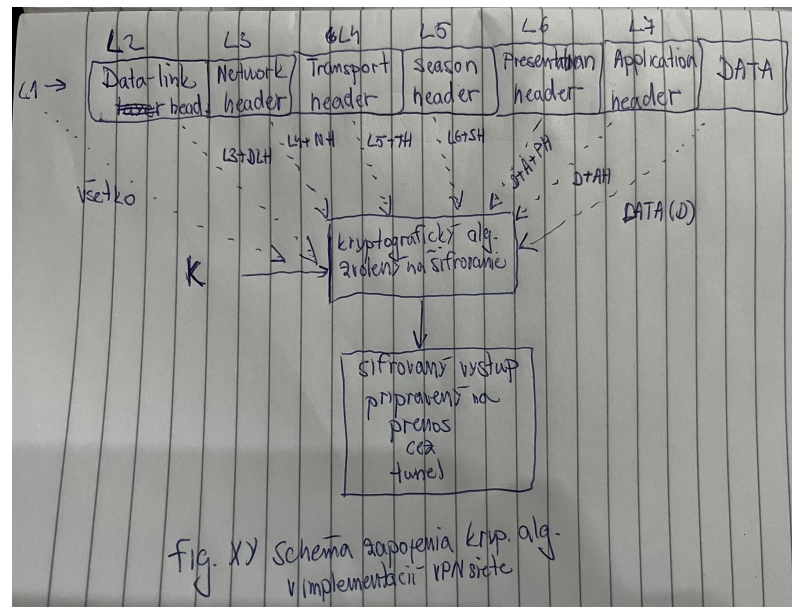 L2 L3 L4 L5 L6 L7
L1 → Data-link Network Transport season Presentation Application DATA
head. header header header header header
L3+DLH L4+NH L5+TH L6+SH D+A+PH D+AH
všetko DATA(D)
kryptografický alg.
zvolený na šifrovanie
K
šifrovaný výstup
pripravený na
prenos
cez
tunel
fig. XY Schema zapojenia kryp. alg.
v implementácii VPN siete